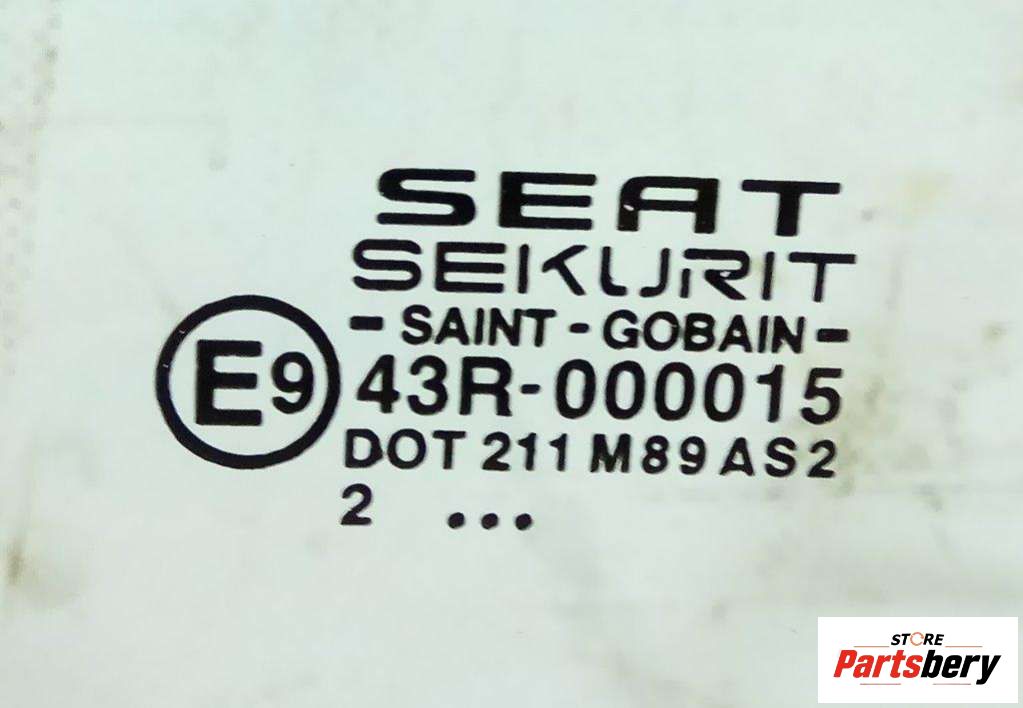 SEAT
SEKURIT
- SAINT - GOBAIN -
E9 43R-000015
DOT 211 M89 AS2
2 •••
STORE
Partsbery